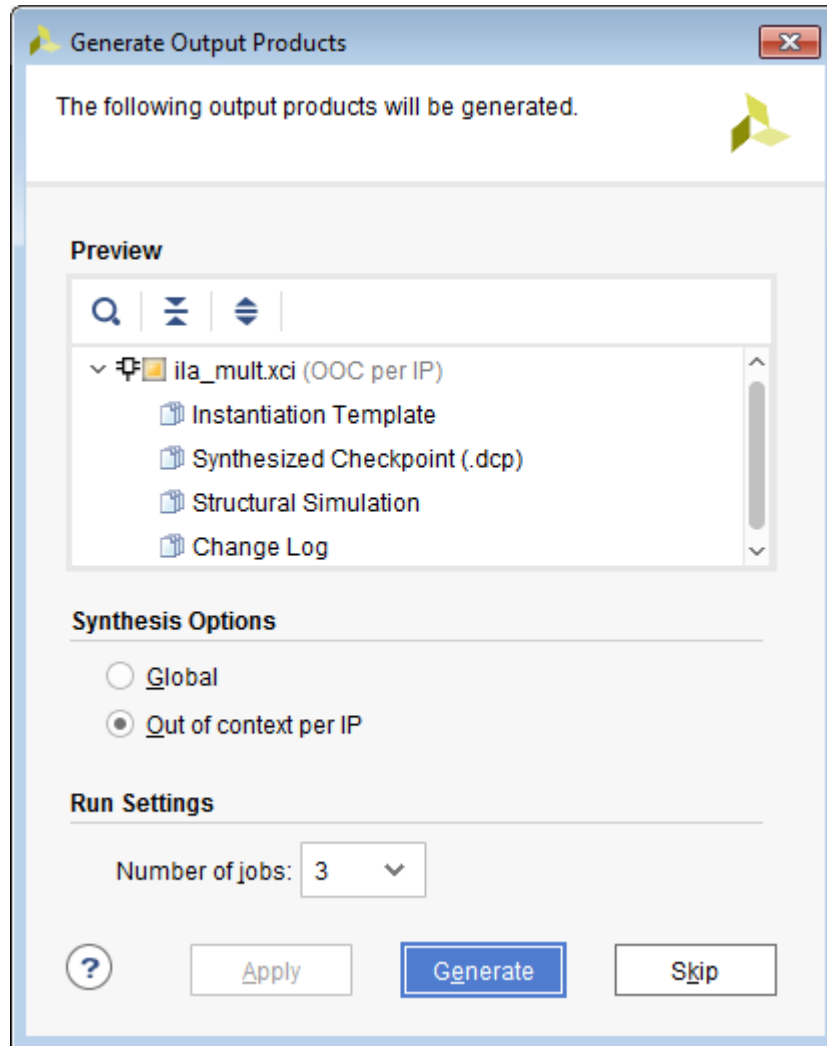 Generate Output Products
The following output products will be generated.
Preview
ila_mult.xci (OOC per IP)
Instantiation Template
Synthesized Checkpoint (.dcp)
Structural Simulation
Change Log
Synthesis Options
Global
Out of context per IP
Run Settings
Number of jobs: 3
?
Apply
Generate
Skip